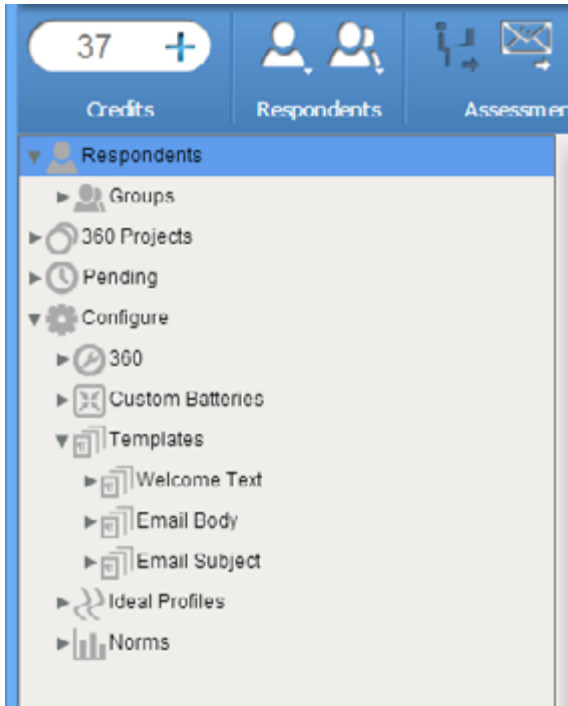 37
Credits
Respondents
Assessmen
Respondents
Groups
360 Projects
Pending
Configure
360
Custom Batteries
Templates
Welcome Text
Email Body
Email Subject
Ideal Profiles
Norms